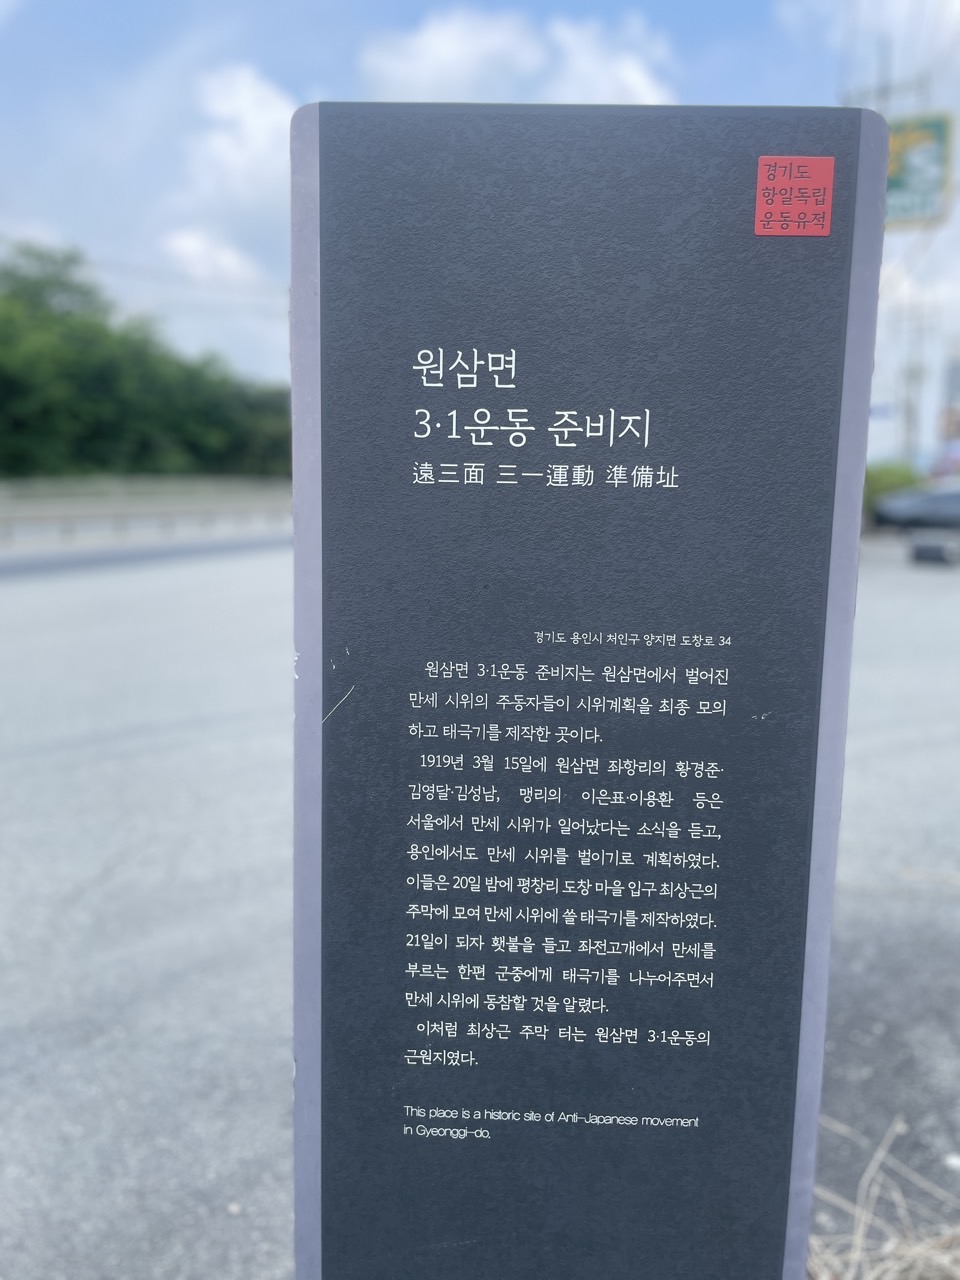 경기도
항일독립
운동유적
원삼면
3·1운동 준비지
遠三面 三一運動 準備址
경기도 용인시 처인구 양지면 도창로 34
원삼면 3·1운동 준비지는 원삼면에서 벌어진
만세 시위의 주동자들이 시위계획을 최종 모의
하고 태극기를 제작한 곳이다.
1919년 3월 15일에 원삼면 좌항리의 황경준·
김영달·김성남, 맹리의 이은표·이용환 등은
서울에서 만세 시위가 일어났다는 소식을 듣고,
용인에서도 만세 시위를 벌이기로 계획하였다.
이들은 20일 밤에 평창리 도창 마을 입구 최상근의
주막에 모여 만세 시위에 쓸 태극기를 제작하였다.
21일이 되자 횃불을 들고 좌전고개에서 만세를
부르는 한편 군중에게 태극기를 나누어주면서
만세 시위에 동참할 것을 알렸다.
이처럼 최상근 주막 터는 원삼면 3·1운동의
근원지였다.
This place is a historic site of Anti-Japanese movement
in Gyeonggi-do.